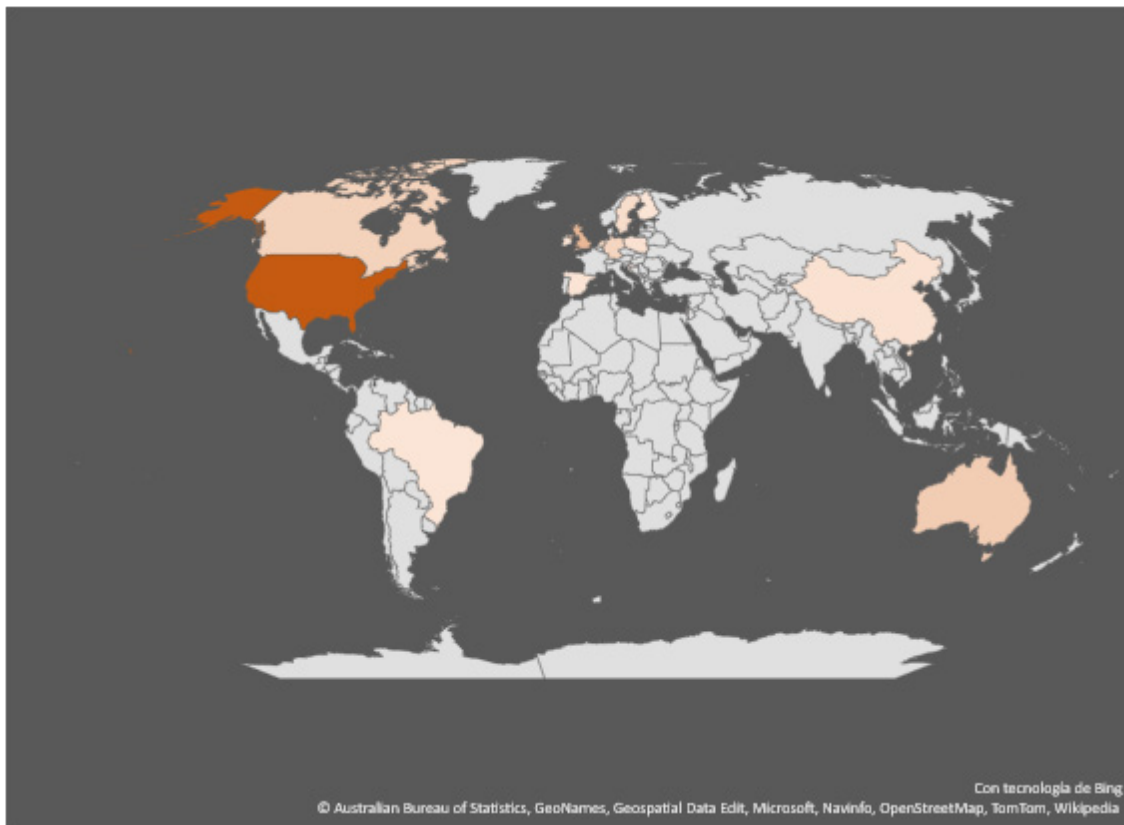 Con tecnología de Bing
© Australian Bureau of Statistics, GeoNames, Geospatial Data Edit, Microsoft, Navinfo, OpenStreetMap, TomTom, Wikipedia